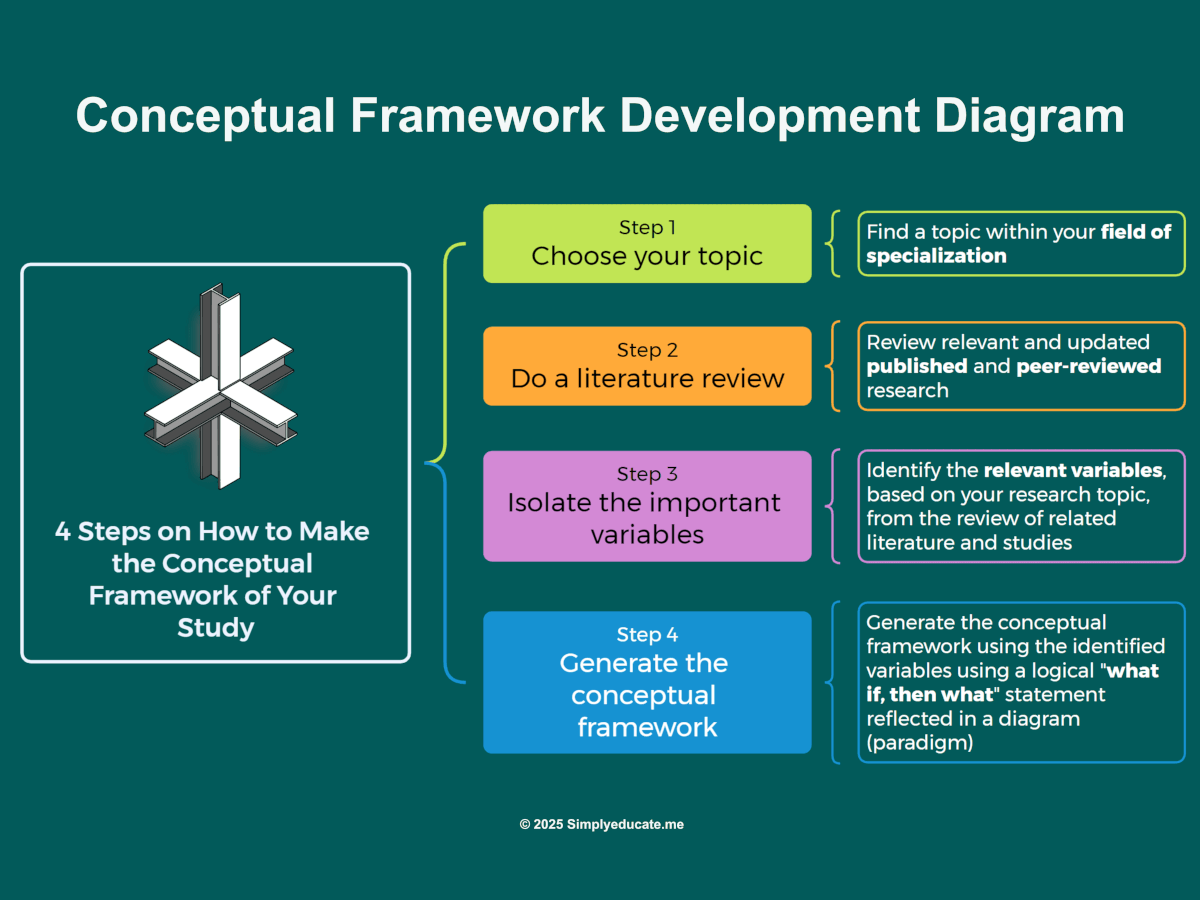 Conceptual Framework Development Diagram
4 Steps on How to Make
the Conceptual
Framework of Your
Study
Step 1
Choose your topic
Find a topic within your field of
specialization
Step 2
Do a literature review
Review relevant and updated
published and peer-reviewed
research
Step 3
Isolate the important
variables
Identify the relevant variables,
based on your research topic,
from the review of related
literature and studies
Step 4
Generate the
conceptual
framework
Generate the conceptual
framework using the identified
variables using a logical "what
if, then what" statement
reflected in a diagram
(paradigm)
© 2025 Simplyeducate.me